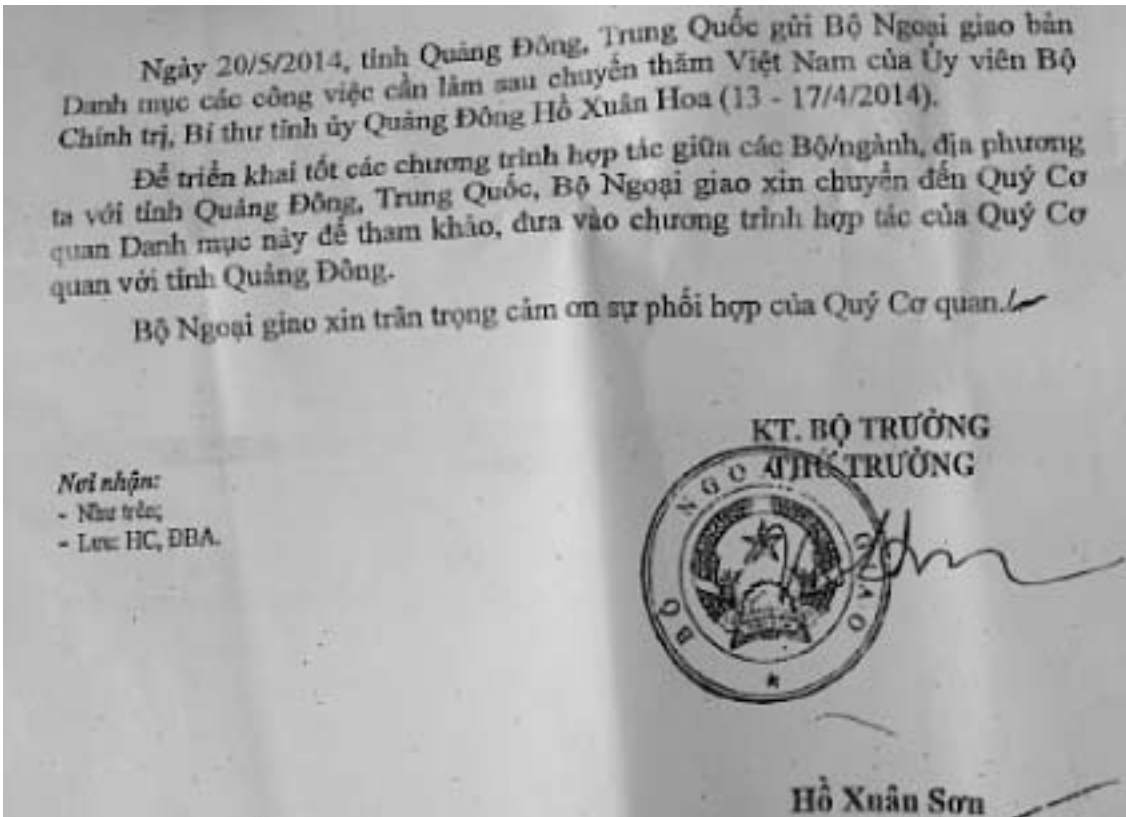 Ngày 20/5/2014, tỉnh Quảng Đông, Trung Quốc gửi Bộ Ngoại giao bản
Danh mục các công việc cần làm sau chuyến thăm Việt Nam của Ủy viên Bộ
Chính trị, Bí thư tỉnh ủy Quảng Đông Hồ Xuân Hoa (13 - 17/4/2014).
Để triển khai tốt các chương trình hợp tác giữa các Bộ/ngành, địa phương
ta với tỉnh Quảng Đông, Trung Quốc, Bộ Ngoại giao xin chuyển đến Quý Cơ
quan Danh mục này để tham khảo, đưa vào chương trình hợp tác của Quý Cơ
quan với tỉnh Quảng Đông.
Bộ Ngoại giao xin trân trọng cảm ơn sự phối hợp của Quý Cơ quan./.
KT. BỘ TRƯỞNG
THỨ TRƯỞNG
Nơi nhận:
- Như trên;
- Lưu: HC, ĐBA.
BỘ NGOẠI GIAO
Hồ Xuân Sơn